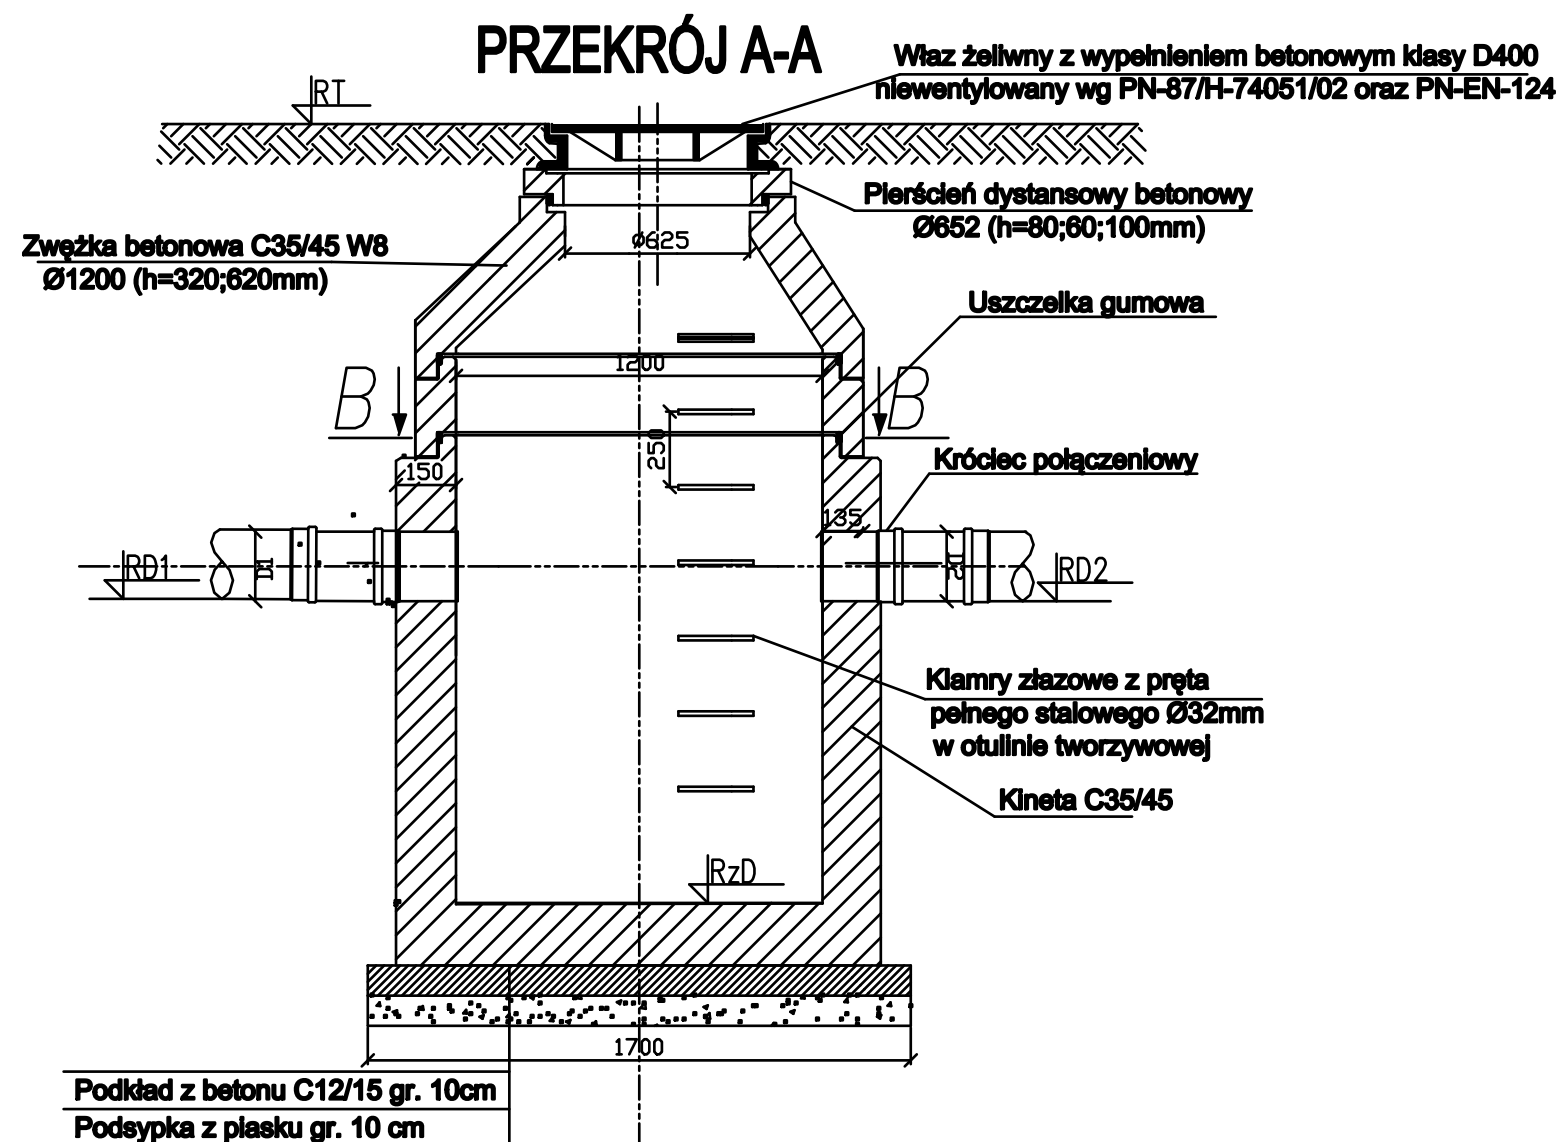 PRZEKRÓJ A-A
Właz żeliwny z wypełnieniem betonowym klasy D400
niewentylowany wg PN-87/H-74051/02 oraz PN-EN-124
RT
Pierścień dystansowy betonowy
Ø652 (h=80;60;100mm)
Zwężka betonowa C35/45 W8
Ø1200 (h=320;620mm)
Ø625
Uszczelka gumowa
1200
B
B
250
Króciec połączeniowy
150
135
RD1
D1
D2
RD2
Klamry złazowe z pręta
pełnego stalowego Ø32mm
w otulinie tworzywowej
Kineta C35/45
RzD
1700
Podkład z betonu C12/15 gr. 10cm
Podsypka z piasku gr. 10 cm